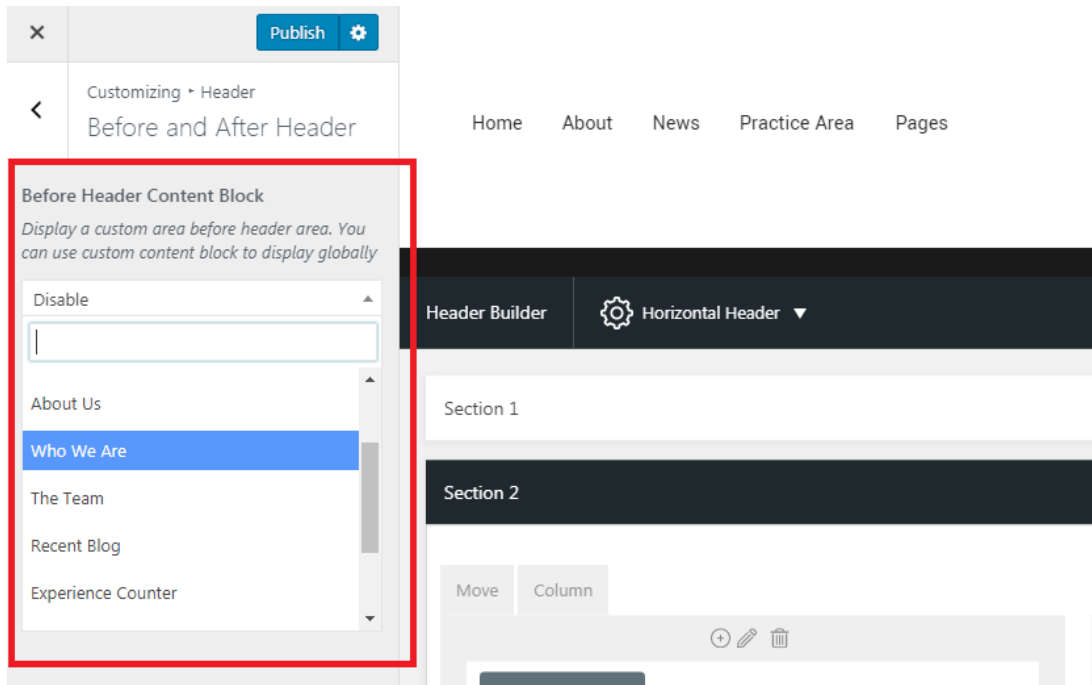 Publish
Customizing ▸ Header
Before and After Header
Home About News Practice Area Pages
Before Header Content Block
Display a custom area before header area. You
can use custom content block to display globally
Disable
About Us
Who We Are
The Team
Recent Blog
Experience Counter
Header Builder
Horizontal Header ▼
Section 1
Section 2
Move Column